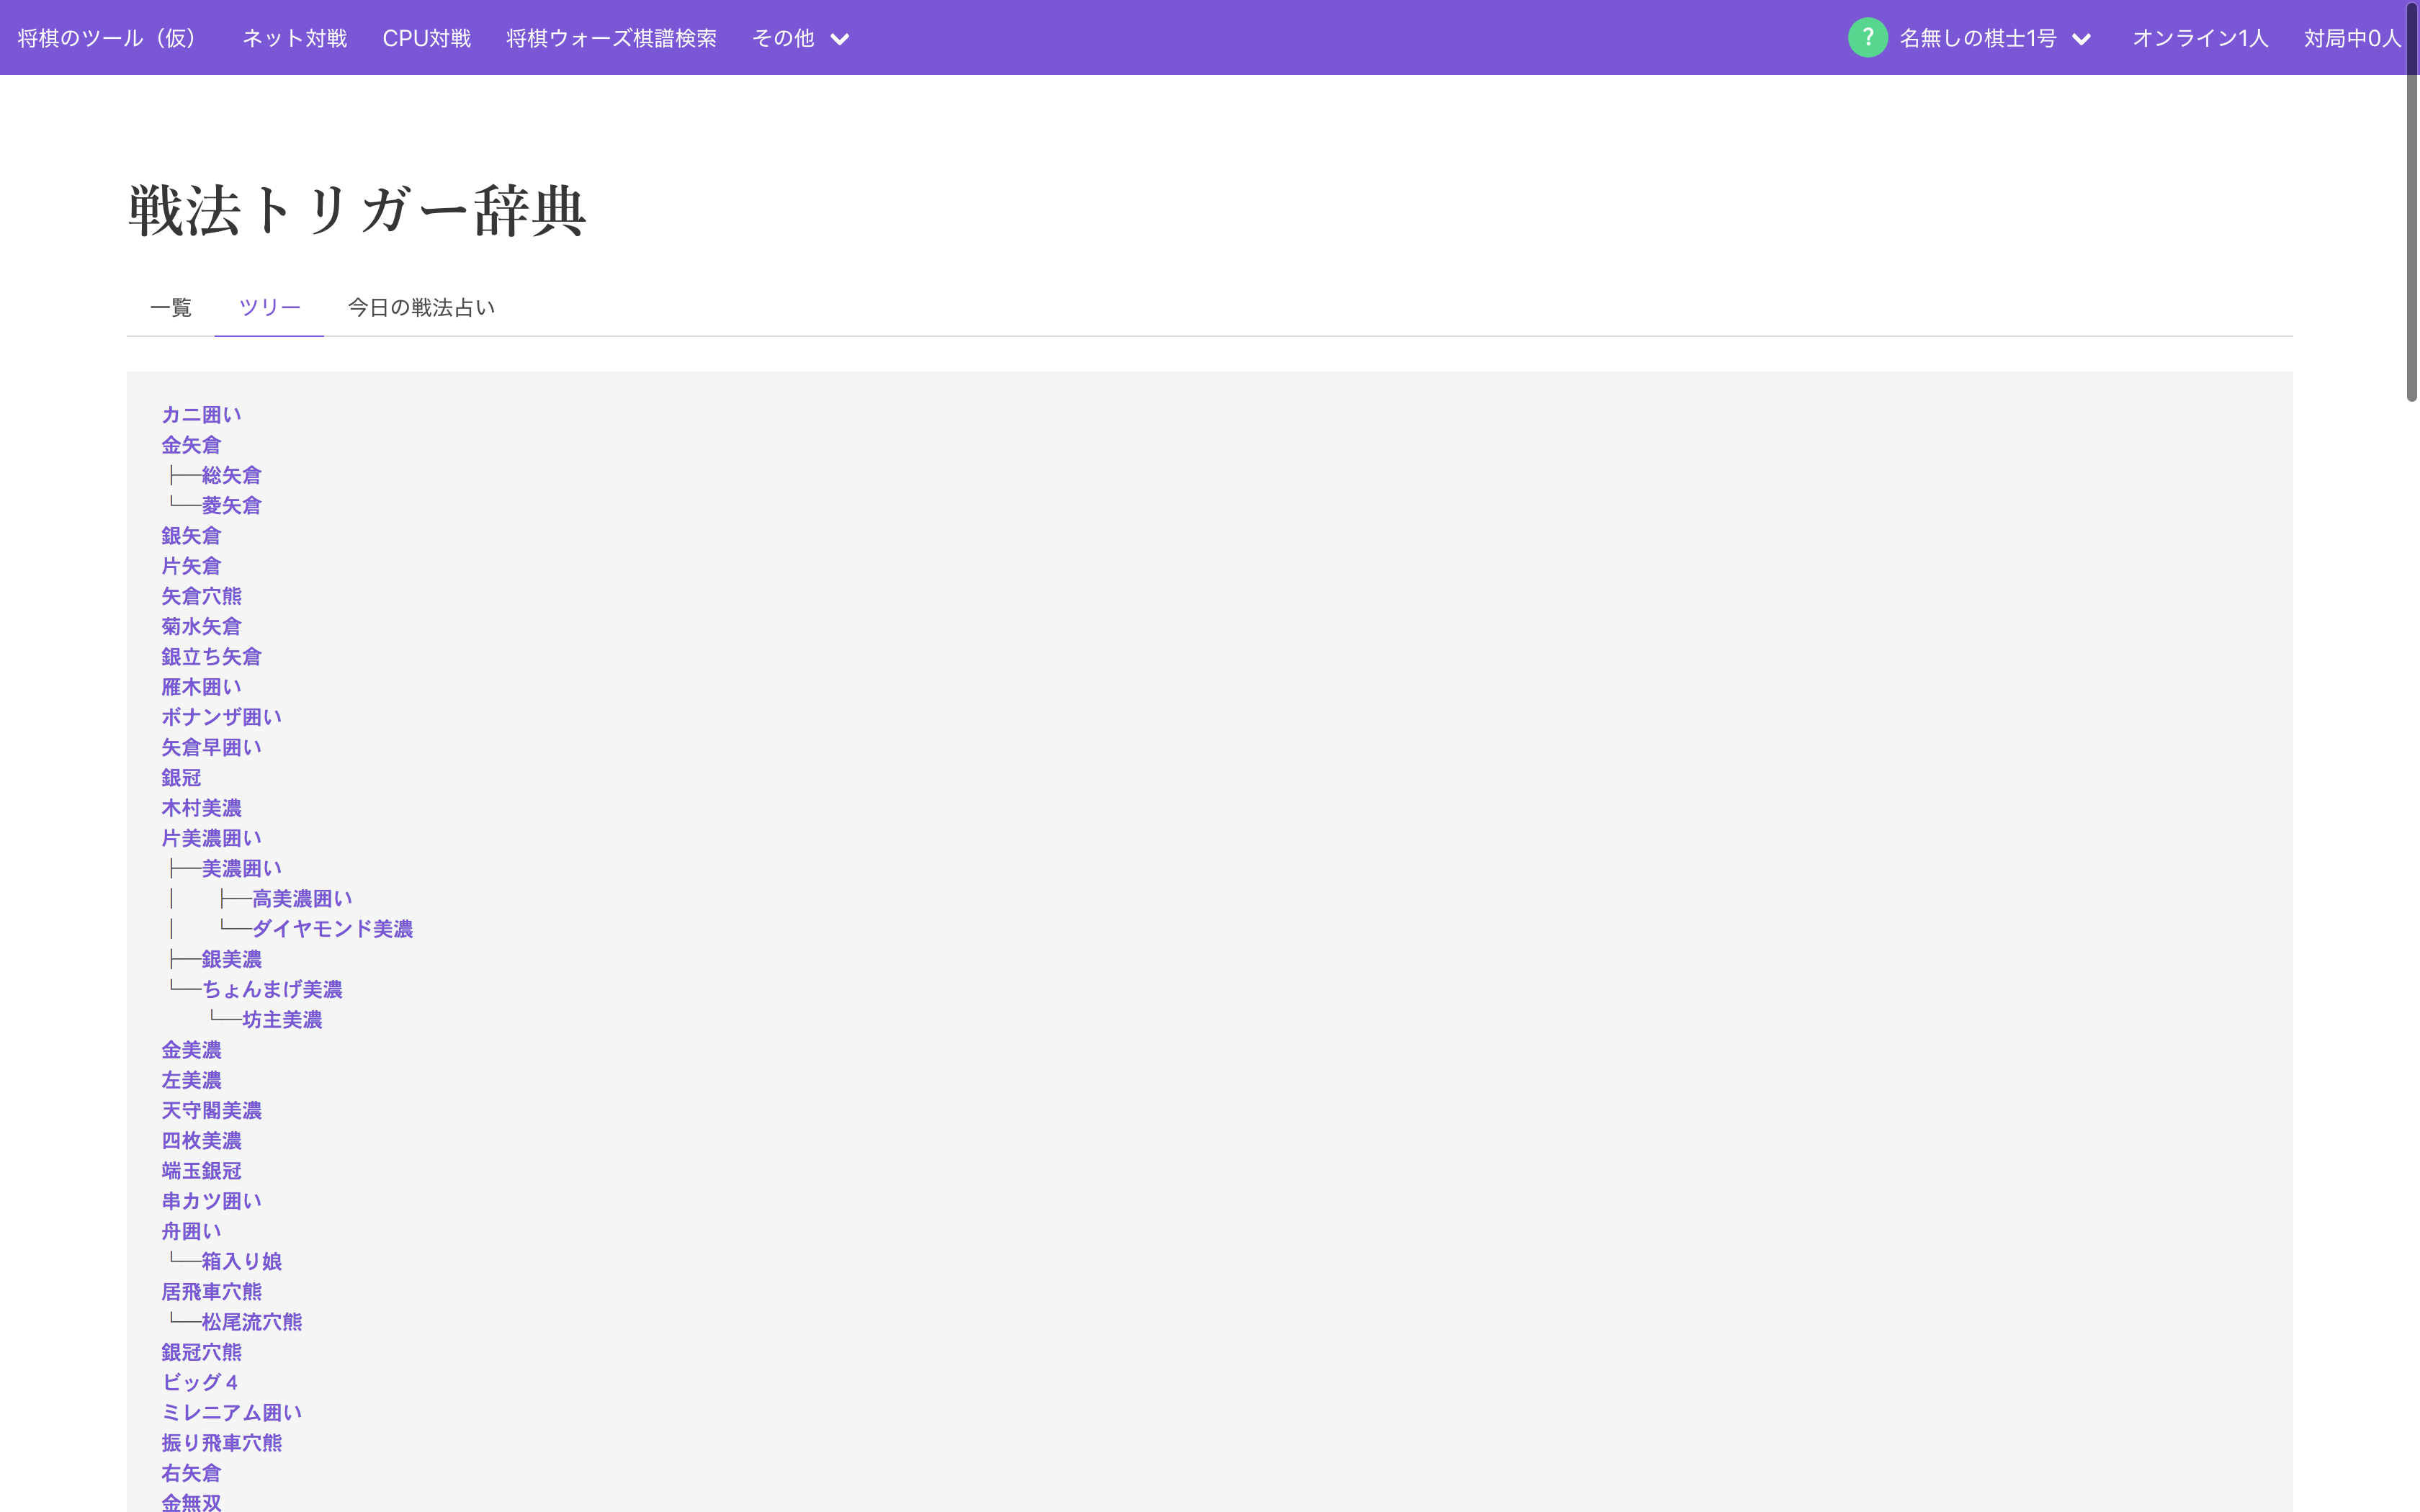 将棋のツール（仮） ネット対戦 CPU対戦 将棋ウォーズ棋譜検索 その他 ? 名無しの棋士1号 オンライン1人 対局中0人
戦法トリガー辞典
一覧 ツリー 今日の戦法占い
カニ囲い
金矢倉
├─総矢倉
└─菱矢倉
銀矢倉
片矢倉
矢倉穴熊
菊水矢倉
銀立ち矢倉
雁木囲い
ボナンザ囲い
矢倉早囲い
銀冠
木村美濃
片美濃囲い
├─美濃囲い
│ ├─高美濃囲い
│ └─ダイヤモンド美濃
├─銀美濃
└─ちょんまげ美濃
└─坊主美濃
金美濃
左美濃
天守閣美濃
四枚美濃
端玉銀冠
串カツ囲い
舟囲い
└─箱入り娘
居飛車穴熊
└─松尾流穴熊
銀冠穴熊
ビッグ４
ミレニアム囲い
振り飛車穴熊
右矢倉
金無双